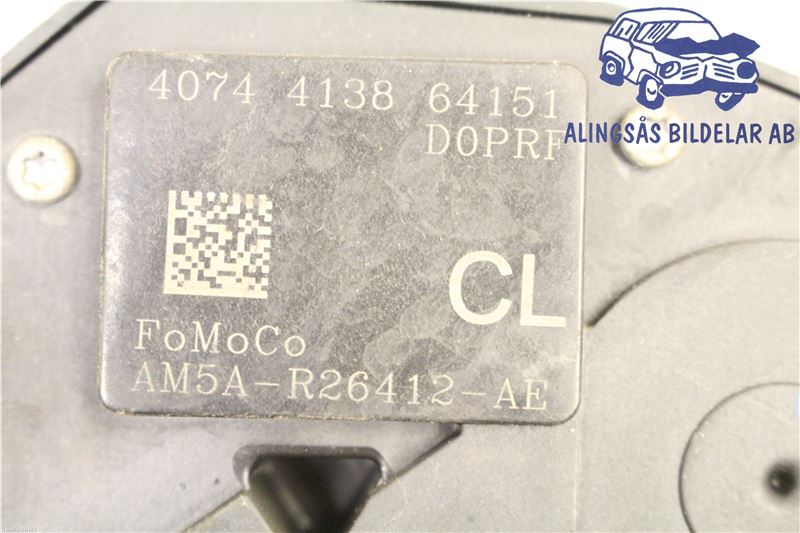 4074 4138 64151
D0PRF
ALINGSÅS BILDELAR AB
CL
FoMoCo
AM5A-R26412-AE